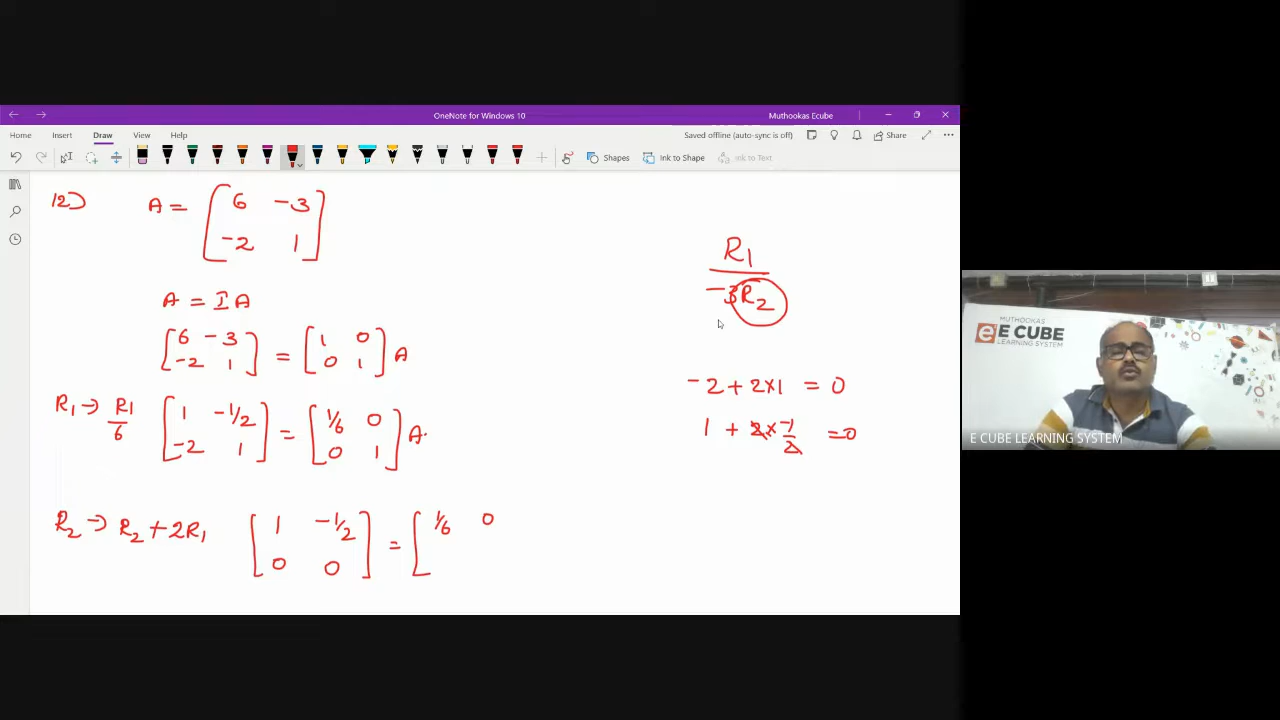 OneNote for Windows 10
Muthookas Ecube
Home Insert Draw View Help
Saved offline (auto-sync is off)
Share
Shapes
Ink to Shape
Ink to Text
12)
A = [6 -3
-2 1]
A = IA
[6 -3
-2 1] = [1 0
0 1] A
R1 → R1/6 [1 -1/2
-2 1] = [1/6 0
0 1] A.
R2 → R2 + 2R1 [1 -1/2
0 0] = [1/6 0
R1
-3R2
-2 + 2×1 = 0
1 + 2×-1/2 = 0
MUTHOOKAS
e E CUBE
LEARNING SYSTEM
E CUBE LEARNING SYSTEM